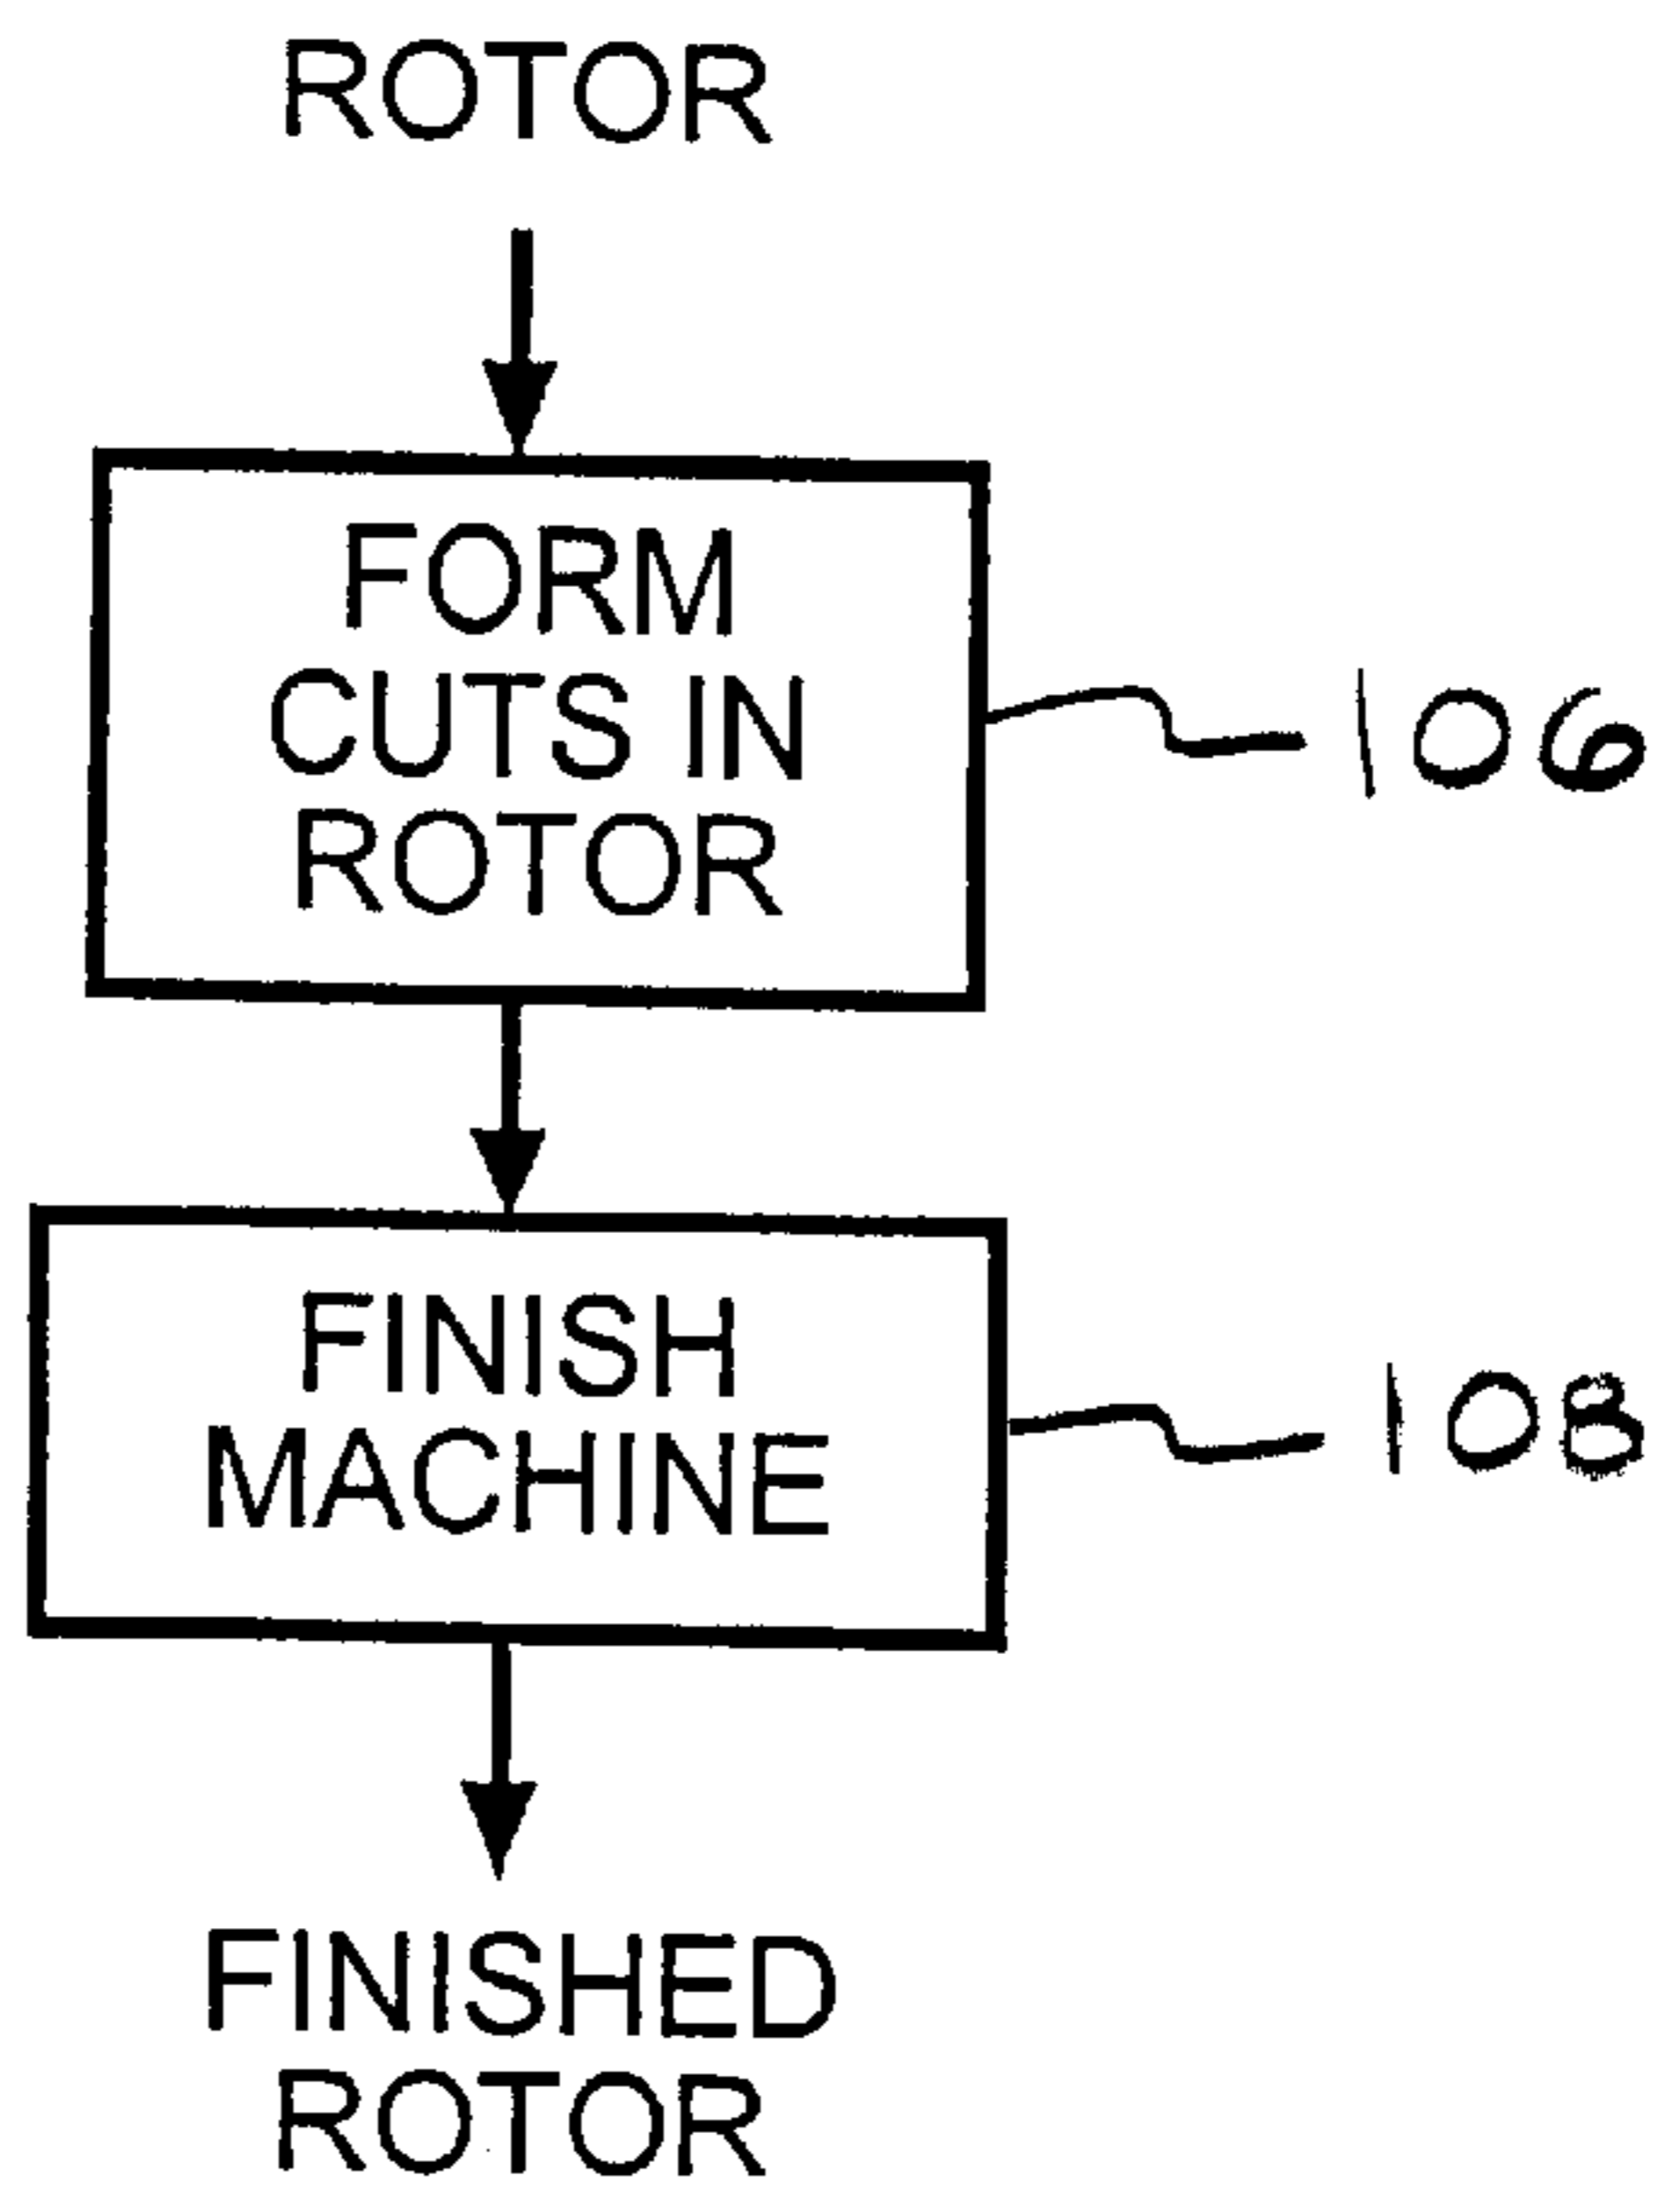 ROTOR
FORM
CUTS IN
ROTOR
106
FINISH
MACHINE
108
FINISHED
ROTOR